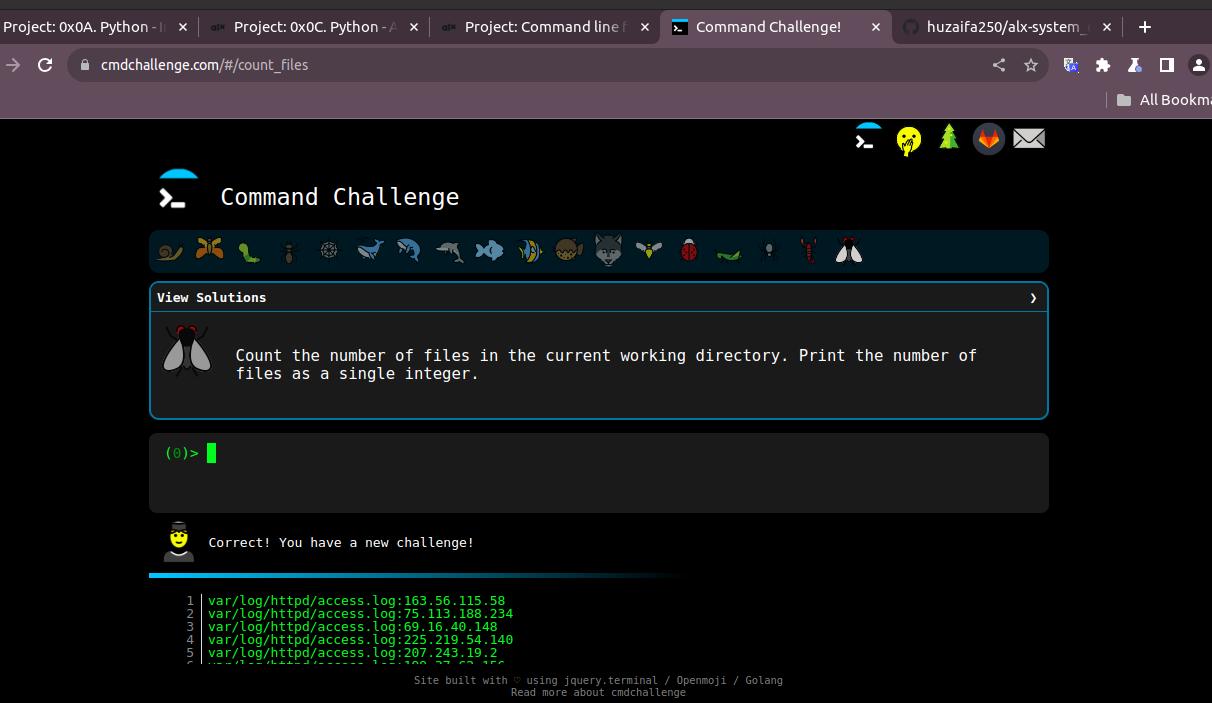 Project: 0x0A. Python - I
Project: 0x0C. Python - A
Project: Command line f
Command Challenge!
huzaifa250/alx-system_
cmdchallenge.com/#/count_files
All Bookma
Command Challenge
View Solutions
Count the number of files in the current working directory. Print the number of
files as a single integer.
(0)>
Correct! You have a new challenge!
1 var/log/httpd/access.log:163.56.115.58
2 var/log/httpd/access.log:75.113.188.234
3 var/log/httpd/access.log:69.16.40.148
4 var/log/httpd/access.log:225.219.54.140
5 var/log/httpd/access.log:207.243.19.2
Site built with ♡ using jquery.terminal / Openmoji / Golang
Read more about cmdchallenge